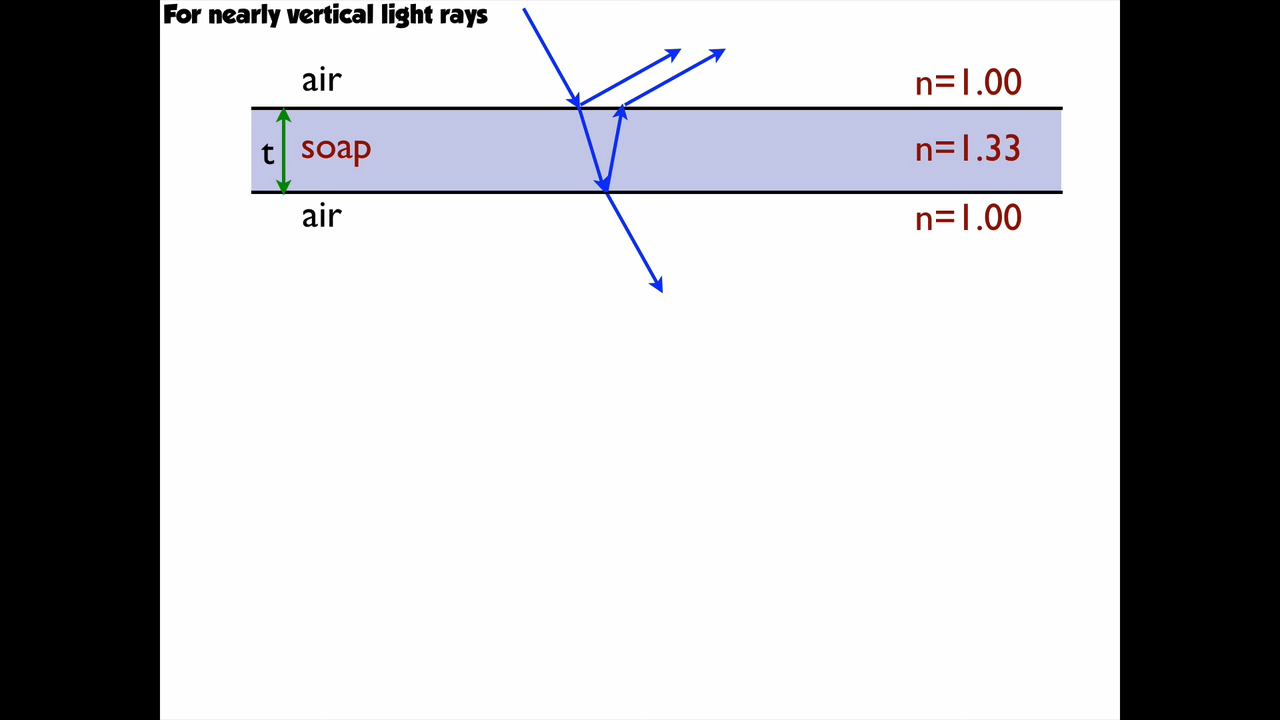 For nearly vertical light rays
air n=1.00
t soap n=1.33
air n=1.00